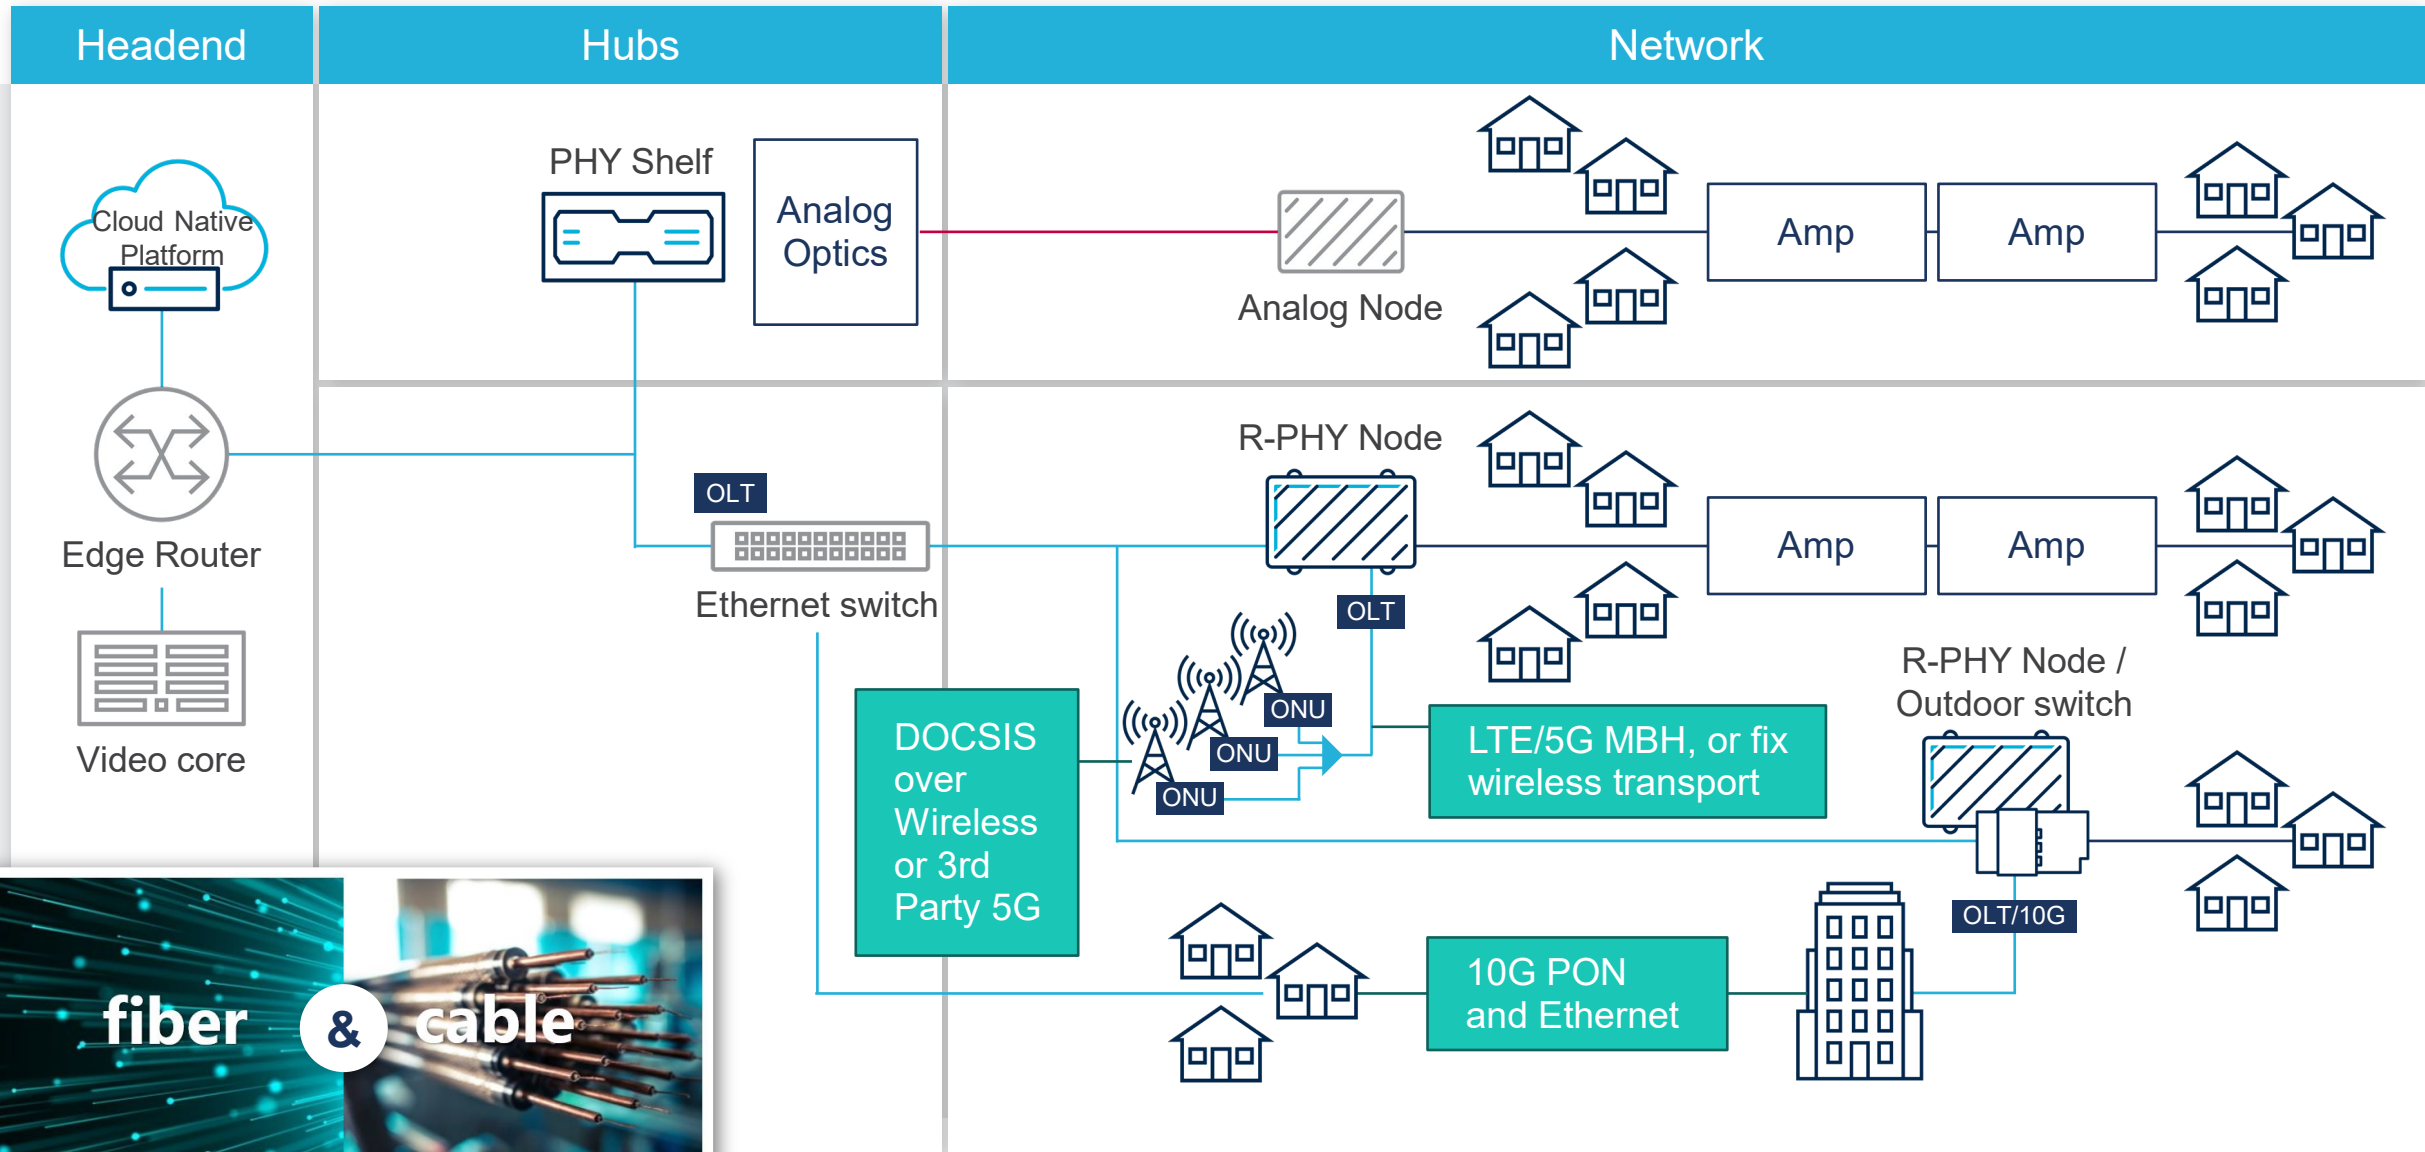 Headend
Hubs
Network
Cloud Native
Platform
Edge Router
Video core
PHY Shelf
Analog
Optics
Analog Node
Amp
Amp
OLT
Ethernet switch
R-PHY Node
Amp
Amp
OLT
ONU
ONU
ONU
DOCSIS
over
Wireless
or 3rd
Party 5G
LTE/5G MBH, or fix
wireless transport
R-PHY Node /
Outdoor switch
OLT/10G
10G PON
and Ethernet
fiber & cable